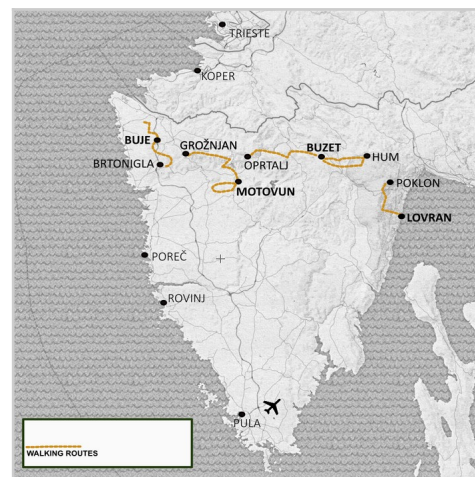 TRIESTE
KOPER
BUJE
GROŽNJAN
BUZET
BRTONIGLA
OPRTALJ
HUM
POKLON
MOTOVUN
LOVRAN
POREČ
ROVINJ
PULA
WALKING ROUTES